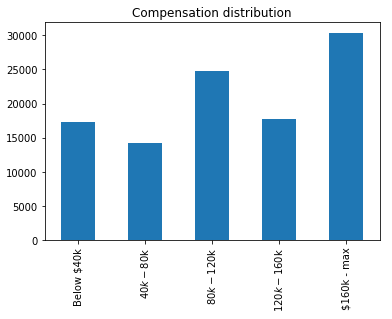 Compensation distribution
30000
25000
20000
15000
10000
5000
0
Below $40k
40k − 80k
80k − 120k
120k − 160k
$160k - max